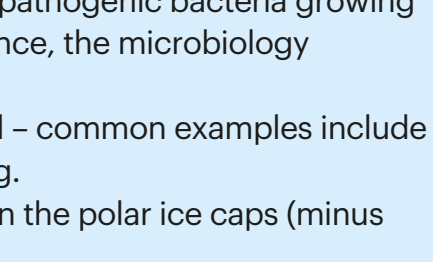 pathogenic bacteria growing
nce, the microbiology
– common examples include
g.
n the polar ice caps (minus